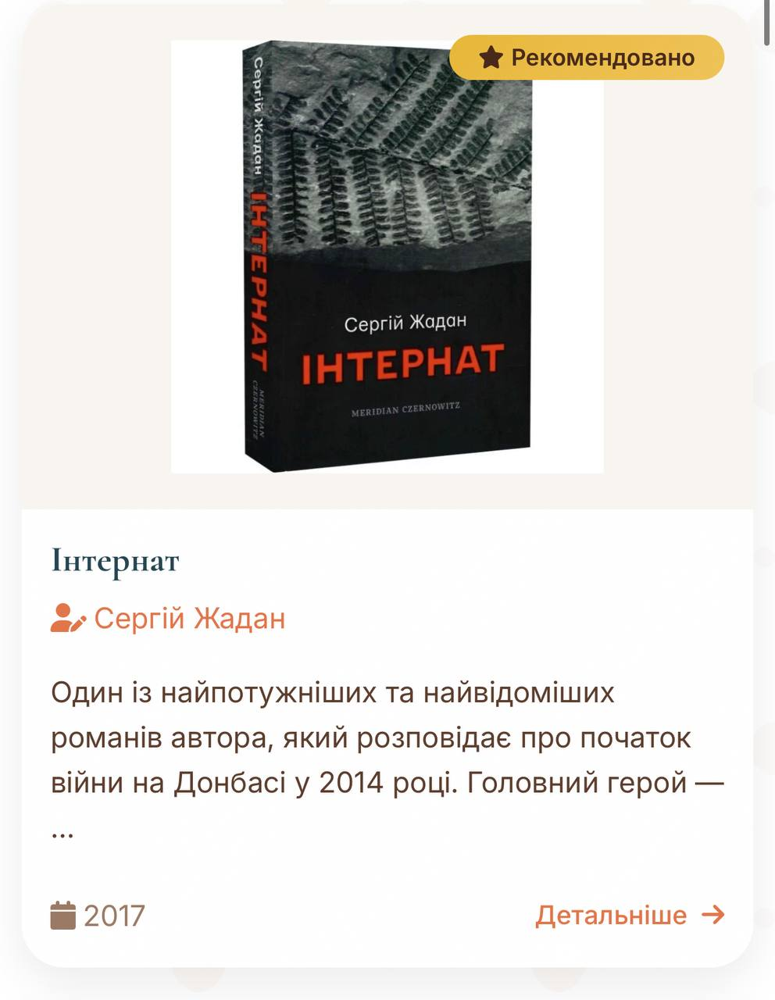 Рекомендовано
Сергій Жадан
ІНТЕРНАТ
MERIDIAN
CZERNOWITZ
Сергій Жадан
ІНТЕРНАТ
MERIDIAN CZERNOWITZ
Інтернат
Сергій Жадан
Один із найпотужніших та найвідоміших
романів автора, який розповідає про початок
війни на Донбасі у 2014 році. Головний герой —
...
2017
Детальніше →